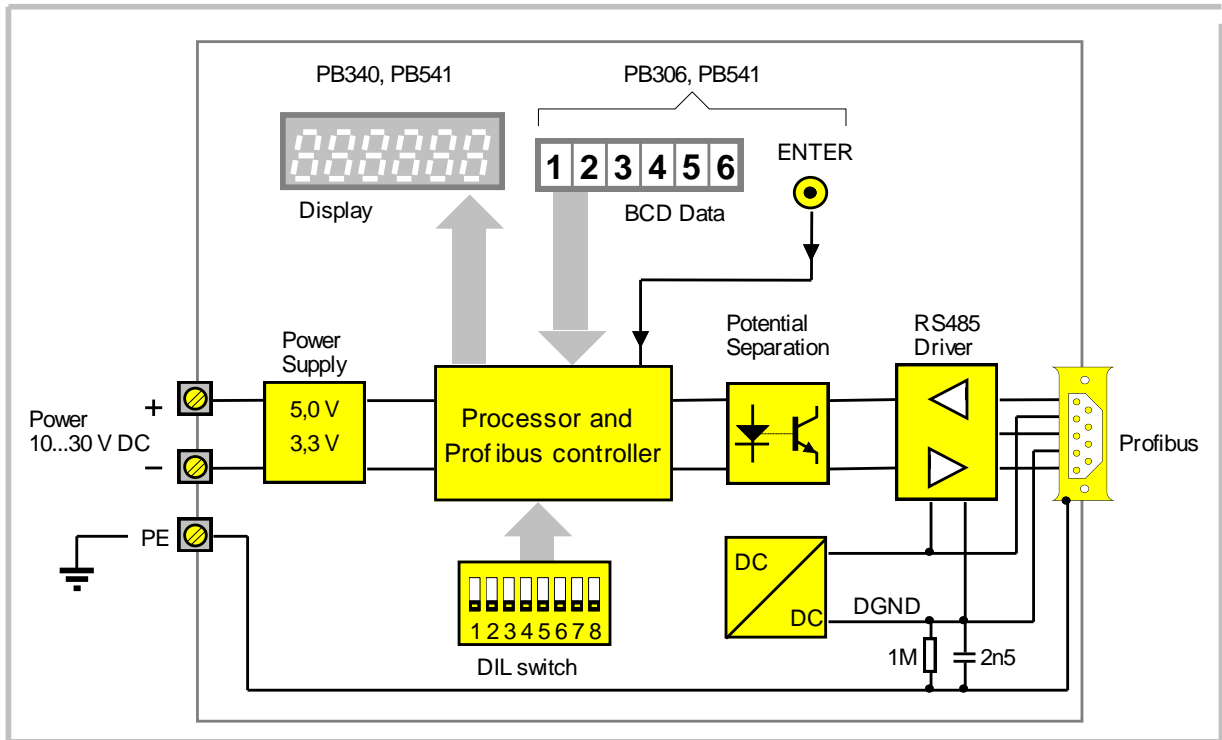 PB340, PB541
PB306, PB541
ENTER
1 2 3 4 5 6
Display
BCD Data
Power
Supply
Potential
Separation
RS485
Driver
Power
10...30 V DC
+
–
5,0 V
3,3 V
Processor and
Profibus controller
Profibus
PE
DC
DC
DGND
1 2 3 4 5 6 7 8
DIL switch
1M
2n5